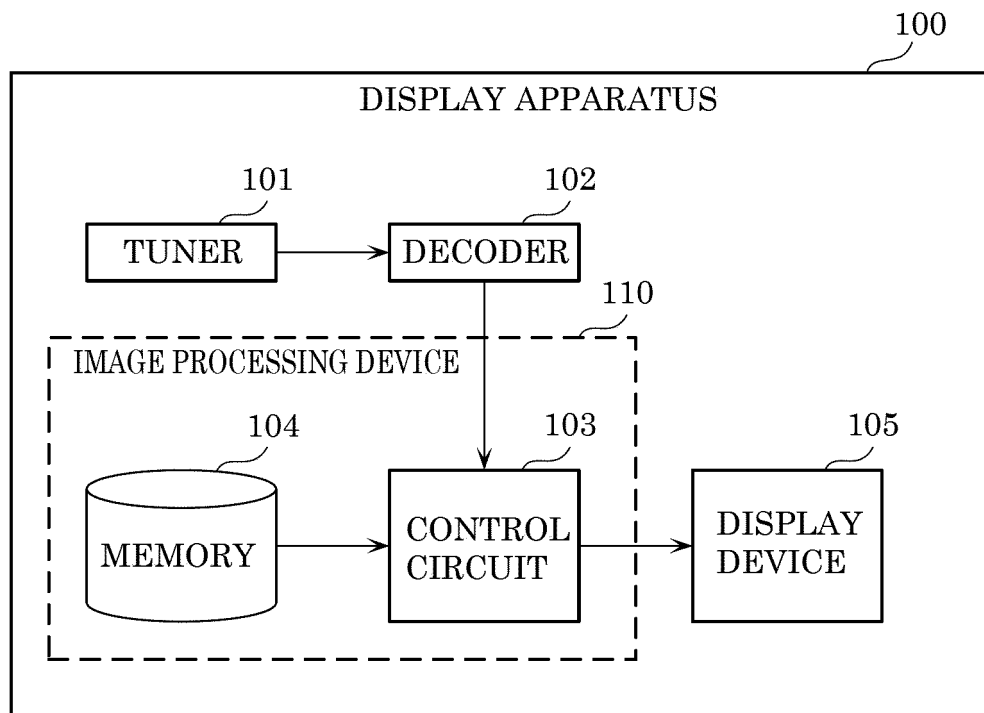 100
DISPLAY APPARATUS
101
102
TUNER
DECODER
110
IMAGE PROCESSING DEVICE
104
103
105
MEMORY
CONTROL
CIRCUIT
DISPLAY
DEVICE